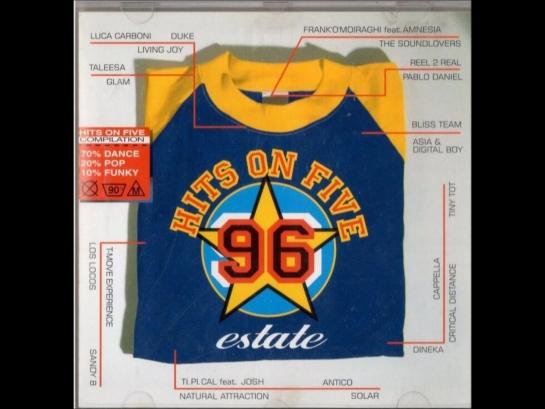 LUCA CARBONI DUKE
LIVING JOY
TALEESA
GLAM
FRANK'O'MOIRAGHI feat. AMNESIA
THE SOUNDLOVERS
REEL 2 REAL
PABLO DANIEL
BLISS TEAM
ASIA &
DIGITAL BOY
HITS ON FIVE
COMPILATION
70% DANCE
20% POP
10% FUNKY
90°
M
HITS ON FIVE
96
estate
TINY TOT
CAPPELLA
CRITICAL DISTANCE
DINEKA
T-MOVE EXPERIENCE
LOS LOCOS
SANDY B
TI.PI.CAL feat. JOSH
NATURAL ATTRACTION
ANTICO
SOLAR